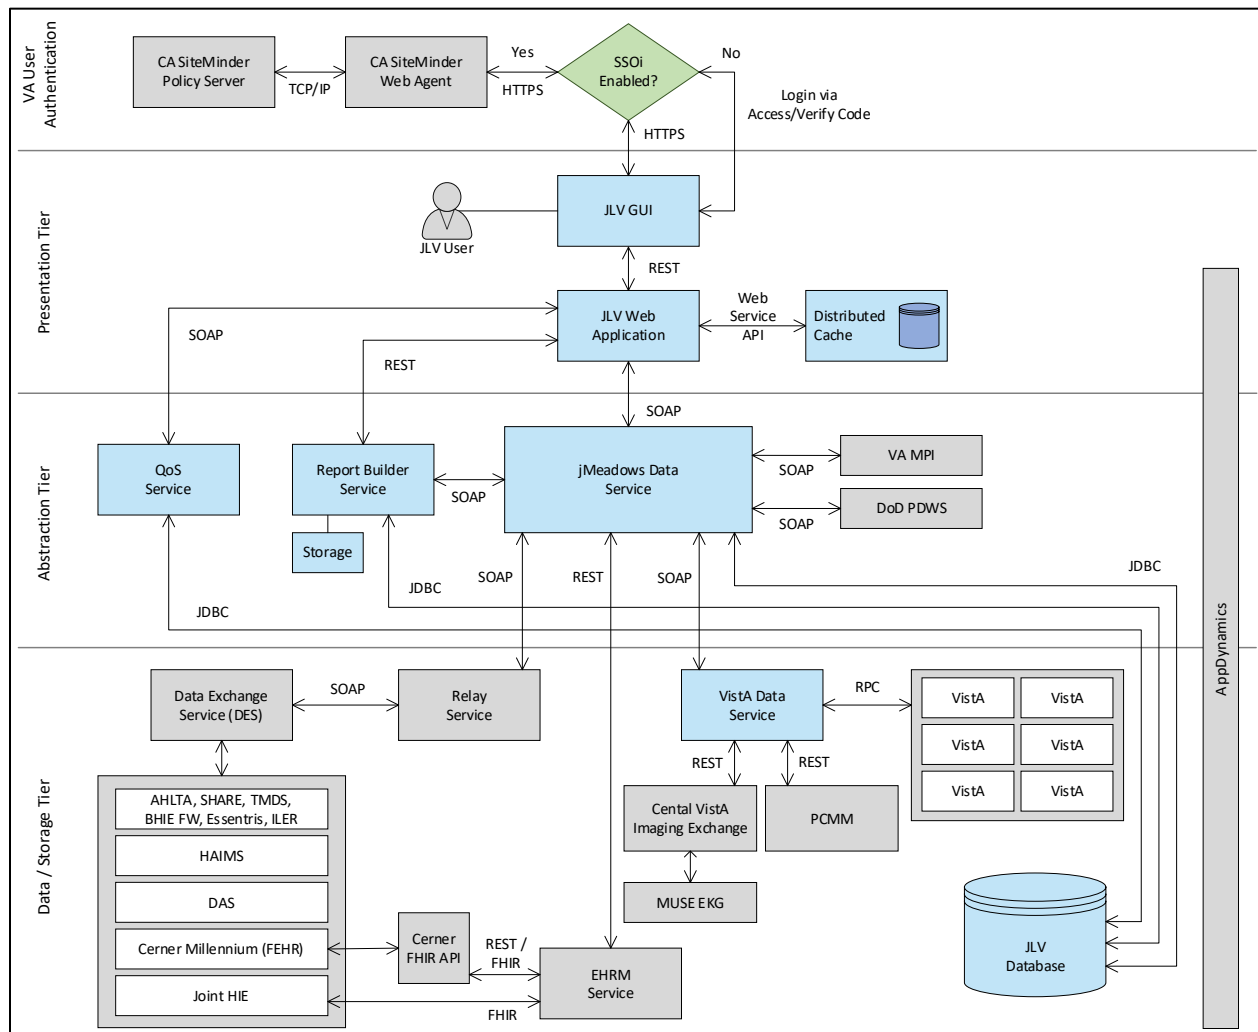 VA User
Authentication
CA SiteMinder
Policy Server
TCP/IP
CA SiteMinder
Web Agent
Yes
HTTPS
SSOi
Enabled?
No
Login via
Access/Verify Code
HTTPS
Presentation Tier
JLV User
JLV GUI
REST
JLV Web
Application
Web
Service
API
Distributed
Cache
SOAP
REST
SOAP
Abstraction Tier
QoS
Service
Report Builder
Service
Storage
SOAP
jMeadows Data
Service
SOAP
VA MPI
SOAP
DoD PDWS
JDBC
JDBC
SOAP
REST
SOAP
JDBC
AppDynamics
Data / Storage Tier
Data Exchange
Service (DES)
SOAP
Relay
Service
VistA Data
Service
RPC
VistA
VistA
VistA
VistA
VistA
VistA
REST
REST
Cental VistA
Imaging Exchange
PCMM
MUSE EKG
AHLTA, SHARE, TMDS,
BHIE FW, Essentris, ILER
HAIMS
DAS
Cerner Millennium (FEHR)
Joint HIE
Cerner
FHIR API
REST /
FHIR
FHIR
EHRM
Service
JLV
Database